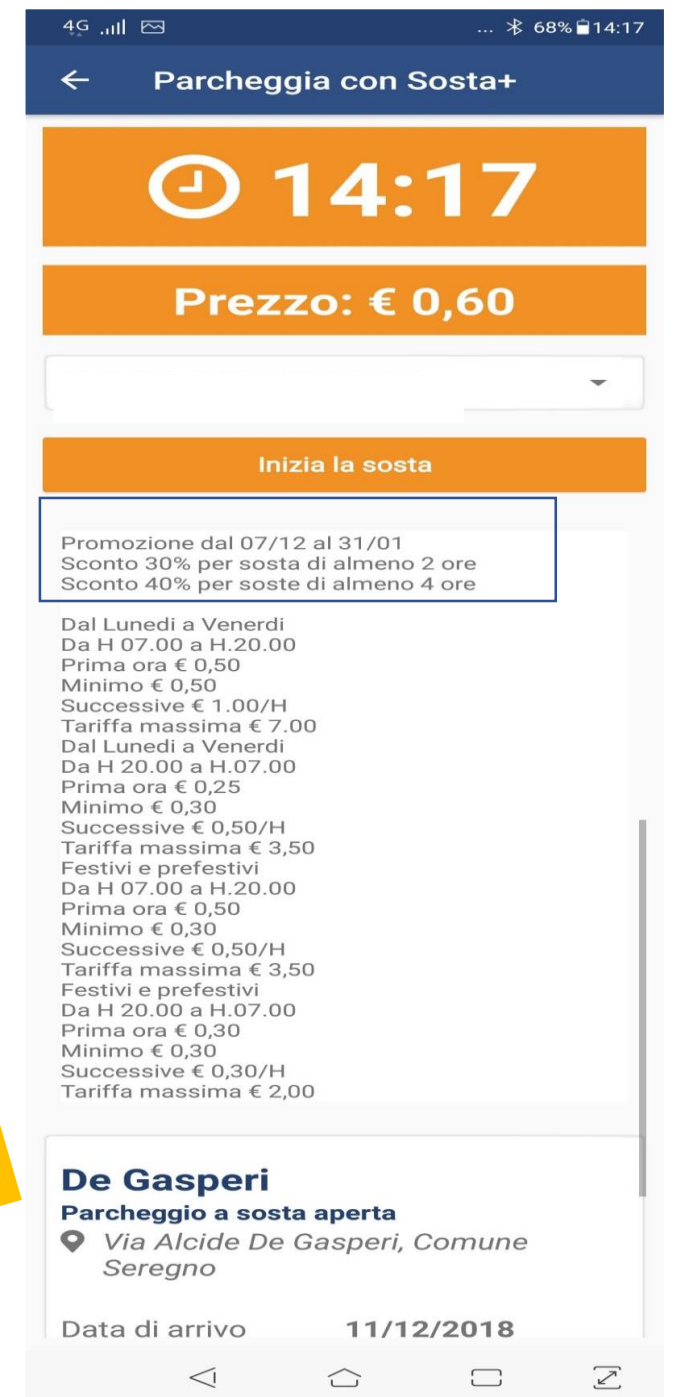 4G ... 68% 14:17
Parcheggia con Sosta+
14:17
Prezzo: € 0,60
Inizia la sosta
Promozione dal 07/12 al 31/01
Sconto 30% per sosta di almeno 2 ore
Sconto 40% per soste di almeno 4 ore
Dal Lunedi a Venerdi
Da H 07.00 a H.20.00
Prima ora € 0,50
Minimo € 0,50
Successive € 1.00/H
Tariffa massima € 7.00
Dal Lunedi a Venerdi
Da H 20.00 a H.07.00
Prima ora € 0,25
Minimo € 0,30
Successive € 0,50/H
Tariffa massima € 3,50
Festivi e prefestivi
Da H 07.00 a H.20.00
Prima ora € 0,50
Minimo € 0,30
Successive € 0,50/H
Tariffa massima € 3,50
Festivi e prefestivi
Da H 20.00 a H.07.00
Prima ora € 0,30
Minimo € 0,30
Successive € 0,30/H
Tariffa massima € 2,00
De Gasperi
Parcheggio a sosta aperta
Via Alcide De Gasperi, Comune
Seregno
Data di arrivo 11/12/2018